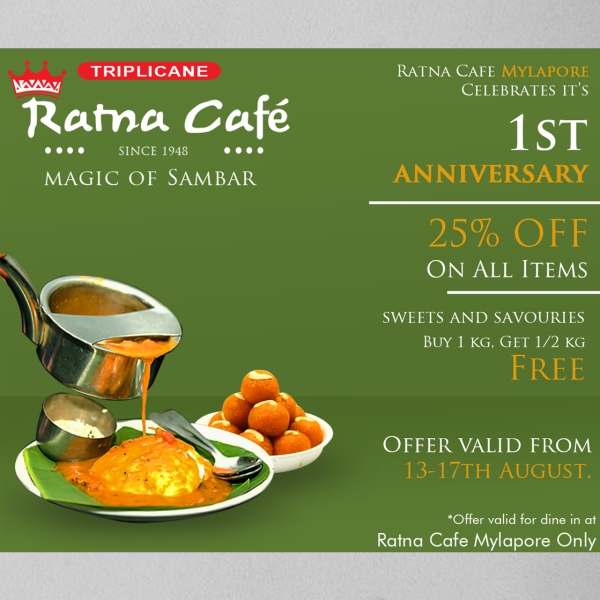 TRIPLICANE
Ratna Café
SINCE 1948
MAGIC OF SAMBAR
RATNA CAFE MYLAPORE
CELEBRATES IT'S
1ST
ANNIVERSARY
25% OFF
ON ALL ITEMS
SWEETS AND SAVOURIES
BUY 1 KG, GET 1/2 KG
FREE
OFFER VALID FROM
13-17TH AUGUST.
*Offer valid for dine in at
Ratna Cafe Mylapore Only